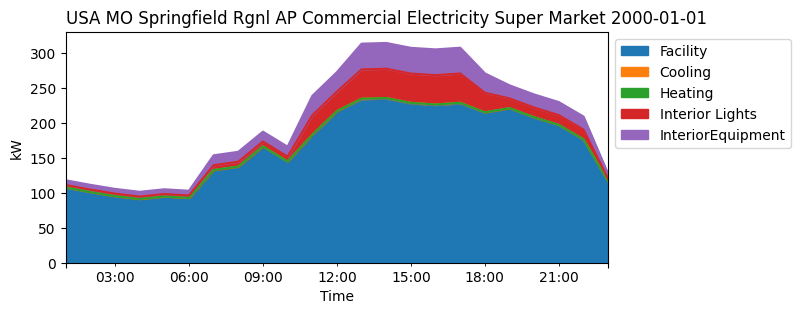 USA MO Springfield Rgnl AP Commercial Electricity Super Market 2000-01-01
300
250
200
150
100
50
0
kW
03:00 06:00 09:00 12:00 15:00 18:00 21:00
Time
Facility
Cooling
Heating
Interior Lights
InteriorEquipment